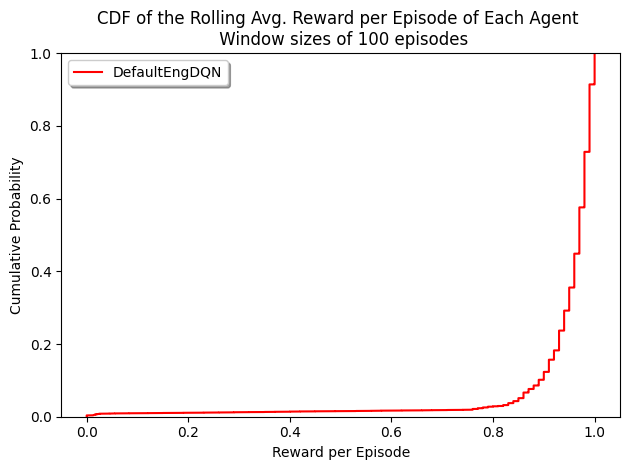 CDF of the Rolling Avg. Reward per Episode of Each Agent
Window sizes of 100 episodes
DefaultEngDQN
Cumulative Probability
1.0
0.8
0.6
0.4
0.2
0.0
0.0 0.2 0.4 0.6 0.8 1.0
Reward per Episode